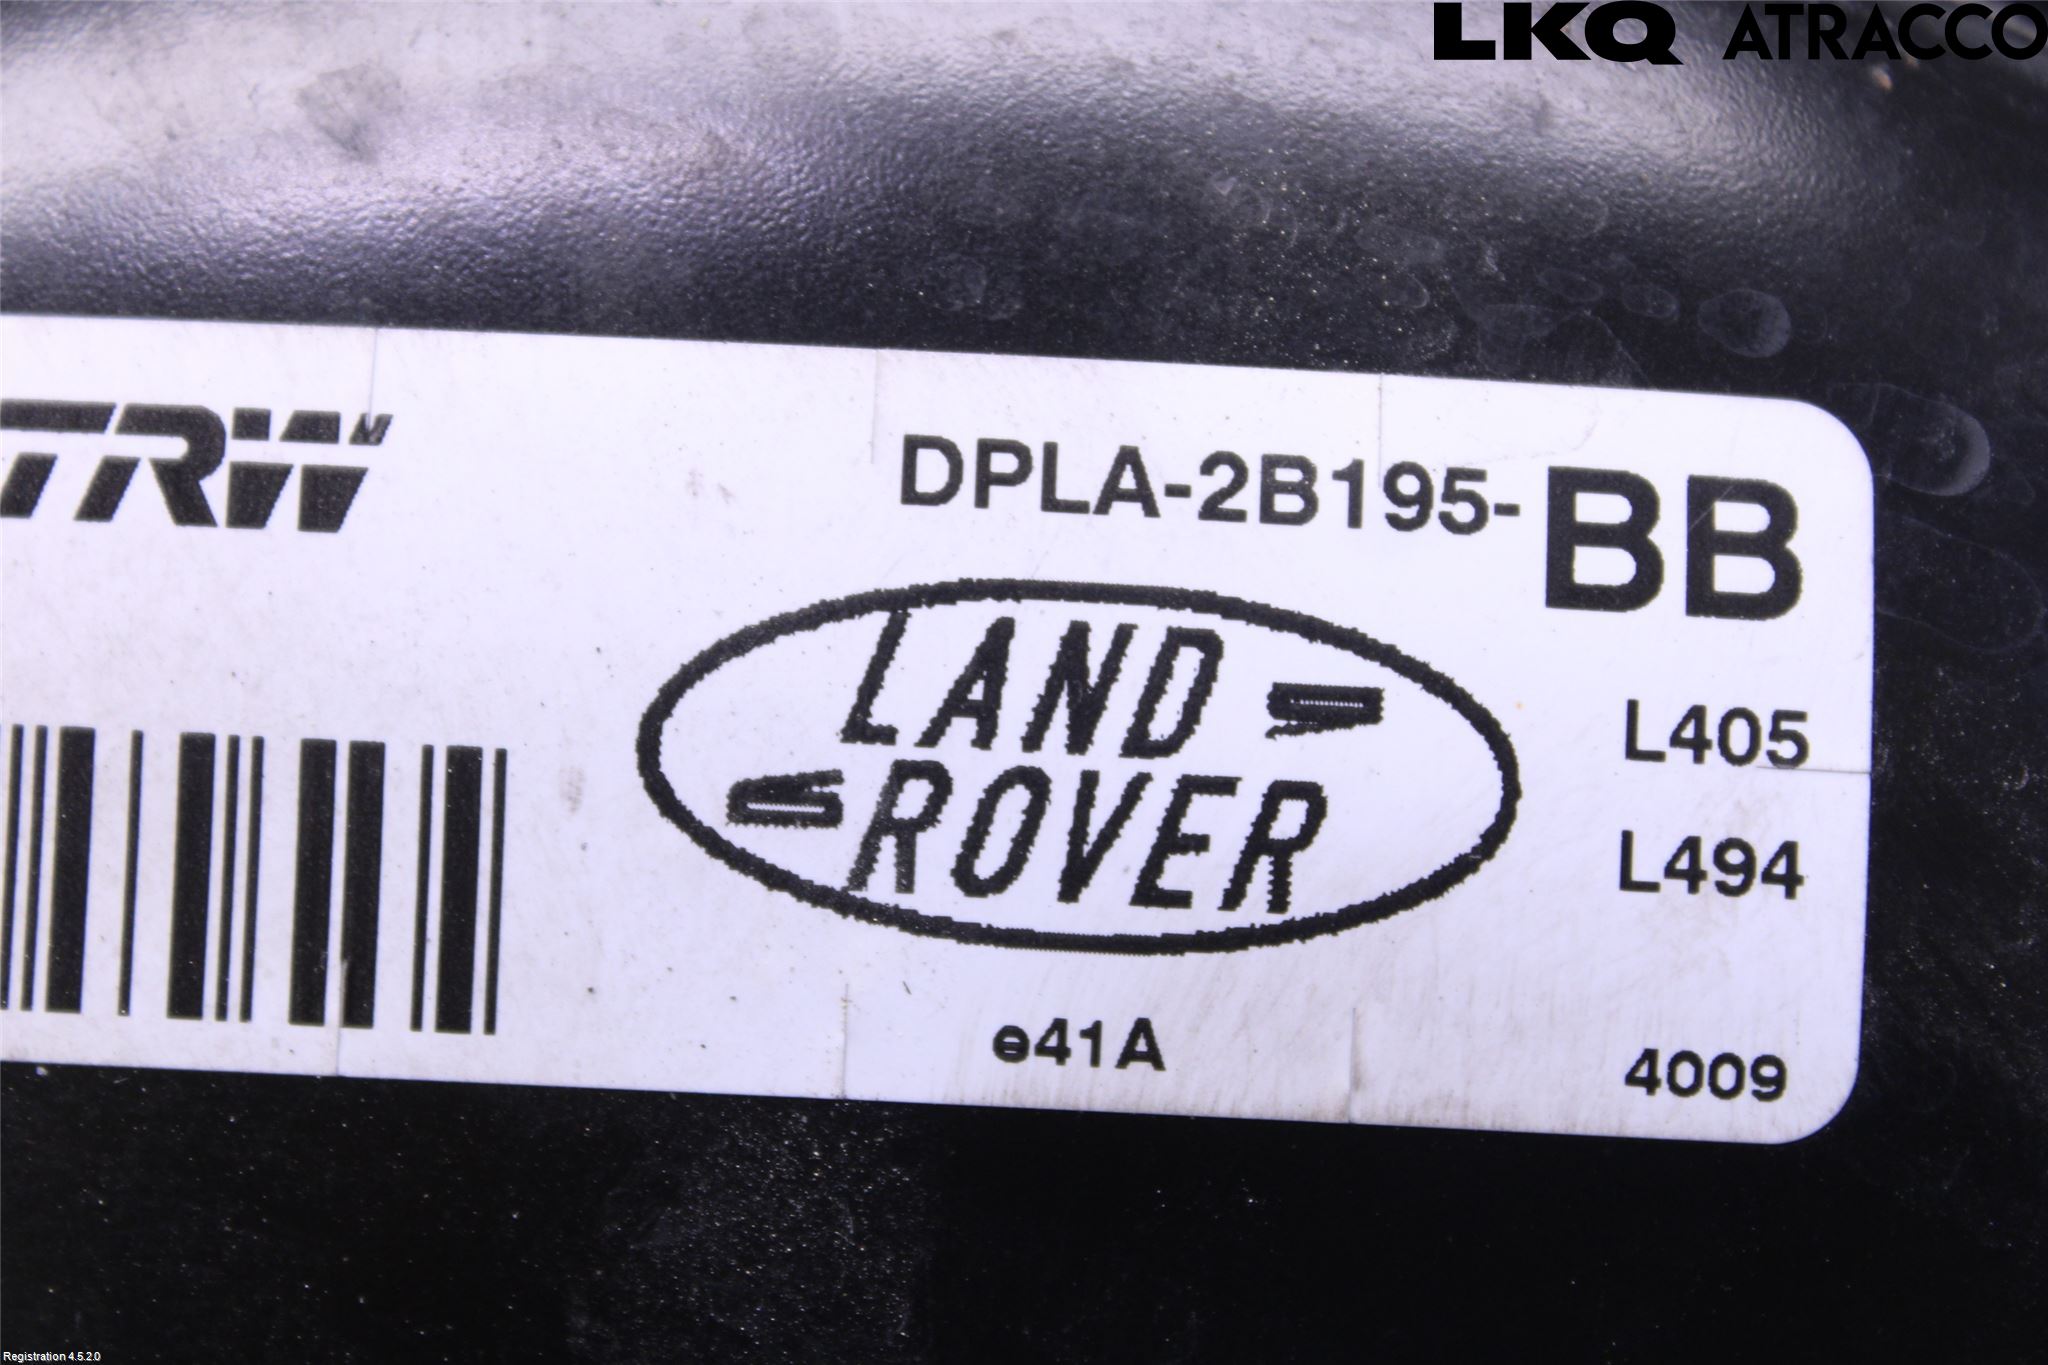 LKQ ATRACCO
TRW
DPLA-2B195-BB
LAND
ROVER
L405
L494
e41A
4009
Registration 4.5.2.0